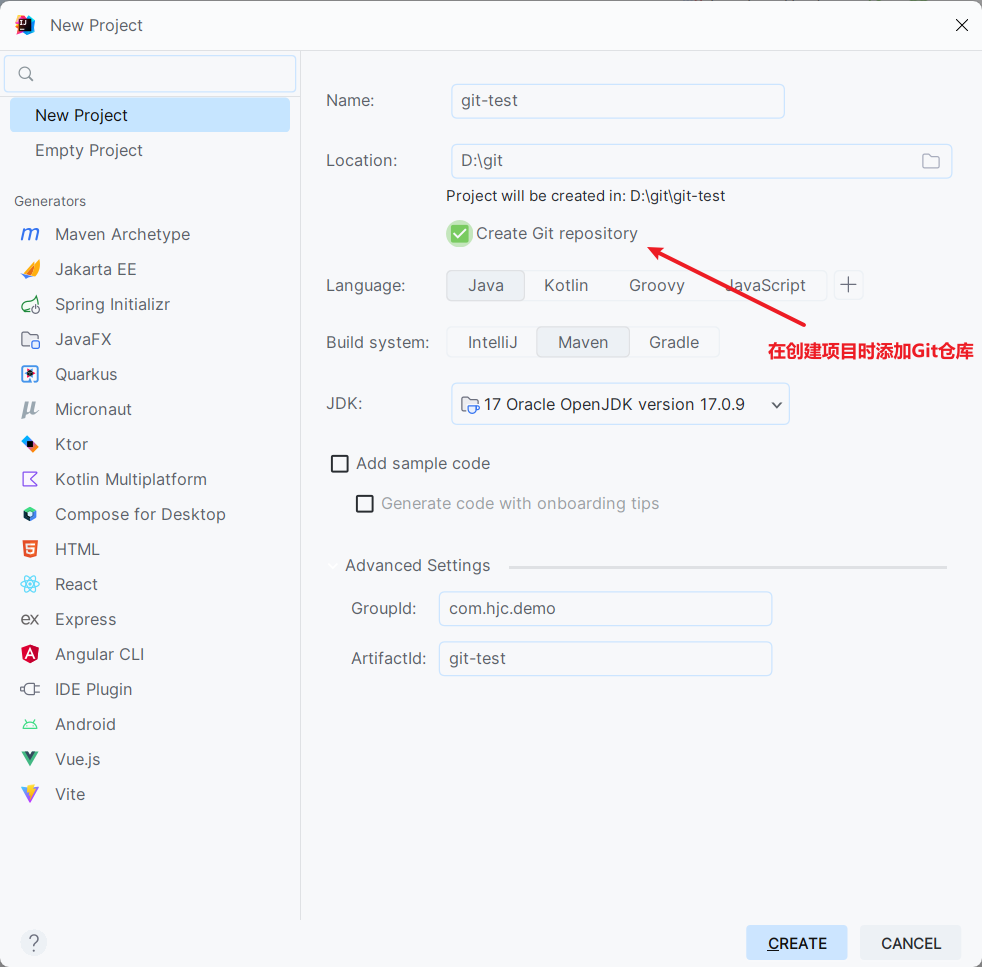 New Project
New Project
Empty Project
Generators
Maven Archetype
Jakarta EE
Spring Initializr
JavaFX
Quarkus
Micronaut
Ktor
Kotlin Multiplatform
Compose for Desktop
HTML
React
Express
Angular CLI
IDE Plugin
Android
Vue.js
Vite
Name: git-test
Location: D:\git
Project will be created in: D:\git\git-test
Create Git repository
Language: Java Kotlin Groovy JavaScript
在创建项目时添加Git仓库
Build system: IntelliJ Maven Gradle
JDK: 17 Oracle OpenJDK version 17.0.9
Add sample code
Generate code with onboarding tips
Advanced Settings
GroupId: com.hjc.demo
ArtifactId: git-test
? CREATE CANCEL